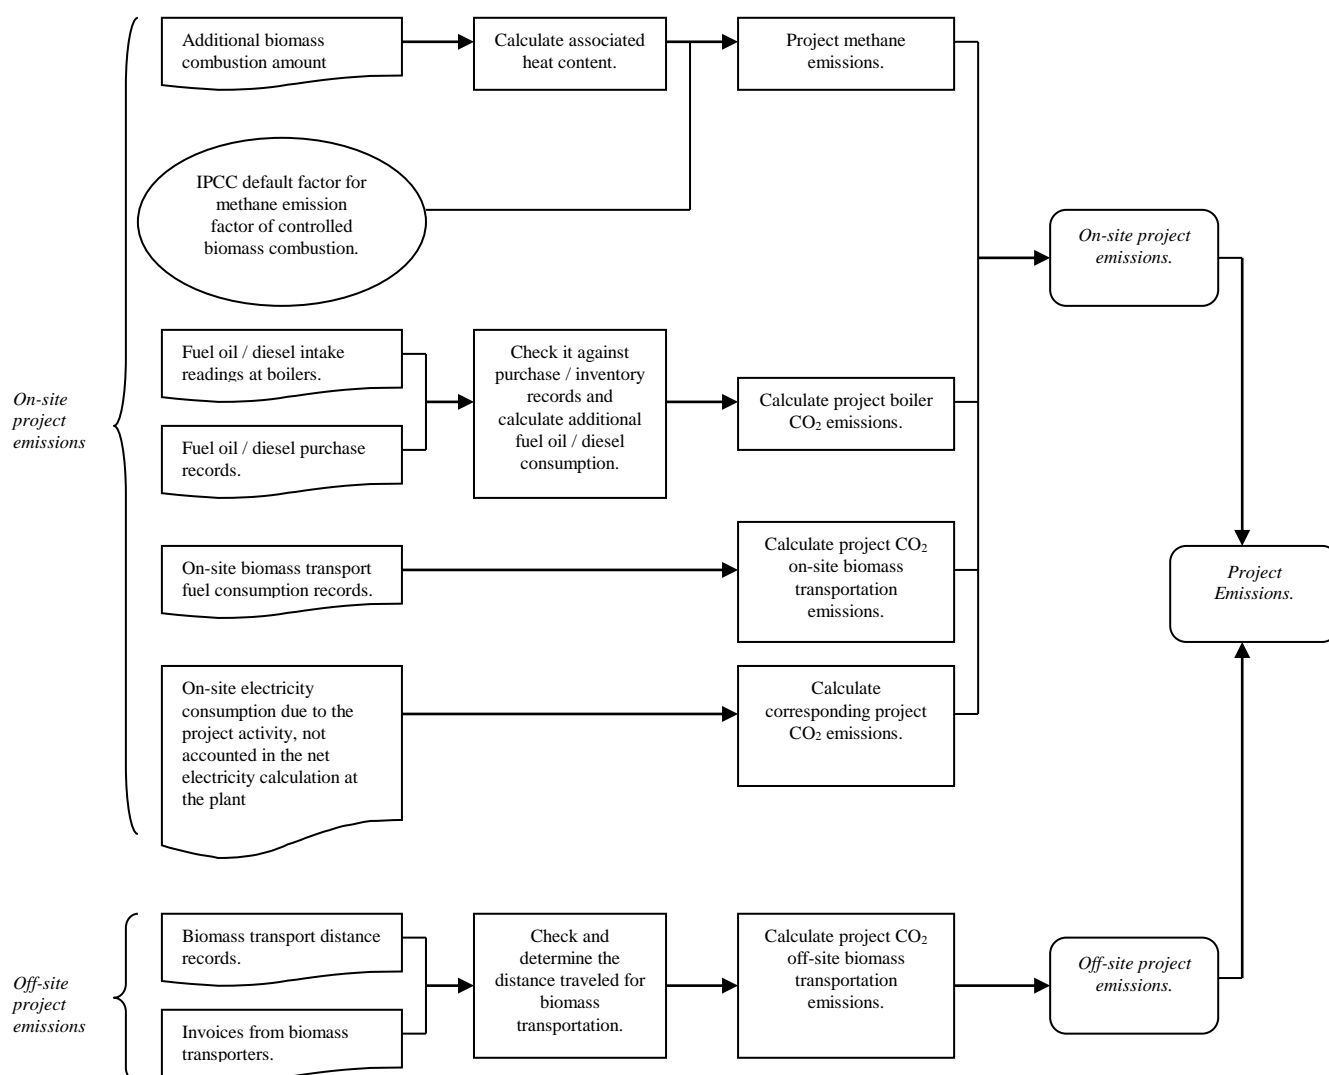 Additional biomass
combustion amount
Calculate associated
heat content.
Project methane
emissions.
IPCC default factor for
methane emission
factor of controlled
biomass combustion.
On-site project
emissions.
On-site
project
emissions
Fuel oil / diesel intake
readings at boilers.
Fuel oil / diesel purchase
records.
Check it against
purchase / inventory
records and
calculate additional
fuel oil / diesel
consumption.
Calculate project boiler
CO₂ emissions.
On-site biomass transport
fuel consumption records.
Calculate project CO₂
on-site biomass
transportation
emissions.
Project
Emissions.
On-site electricity
consumption due to the
project activity, not
accounted in the net
electricity calculation at
the plant
Calculate
corresponding project
CO₂ emissions.
Off-site
project
emissions
Biomass transport distance
records.
Invoices from biomass
transporters.
Check and
determine the
distance traveled for
biomass
transportation.
Calculate project CO₂
off-site biomass
transportation
emissions.
Off-site project
emissions.